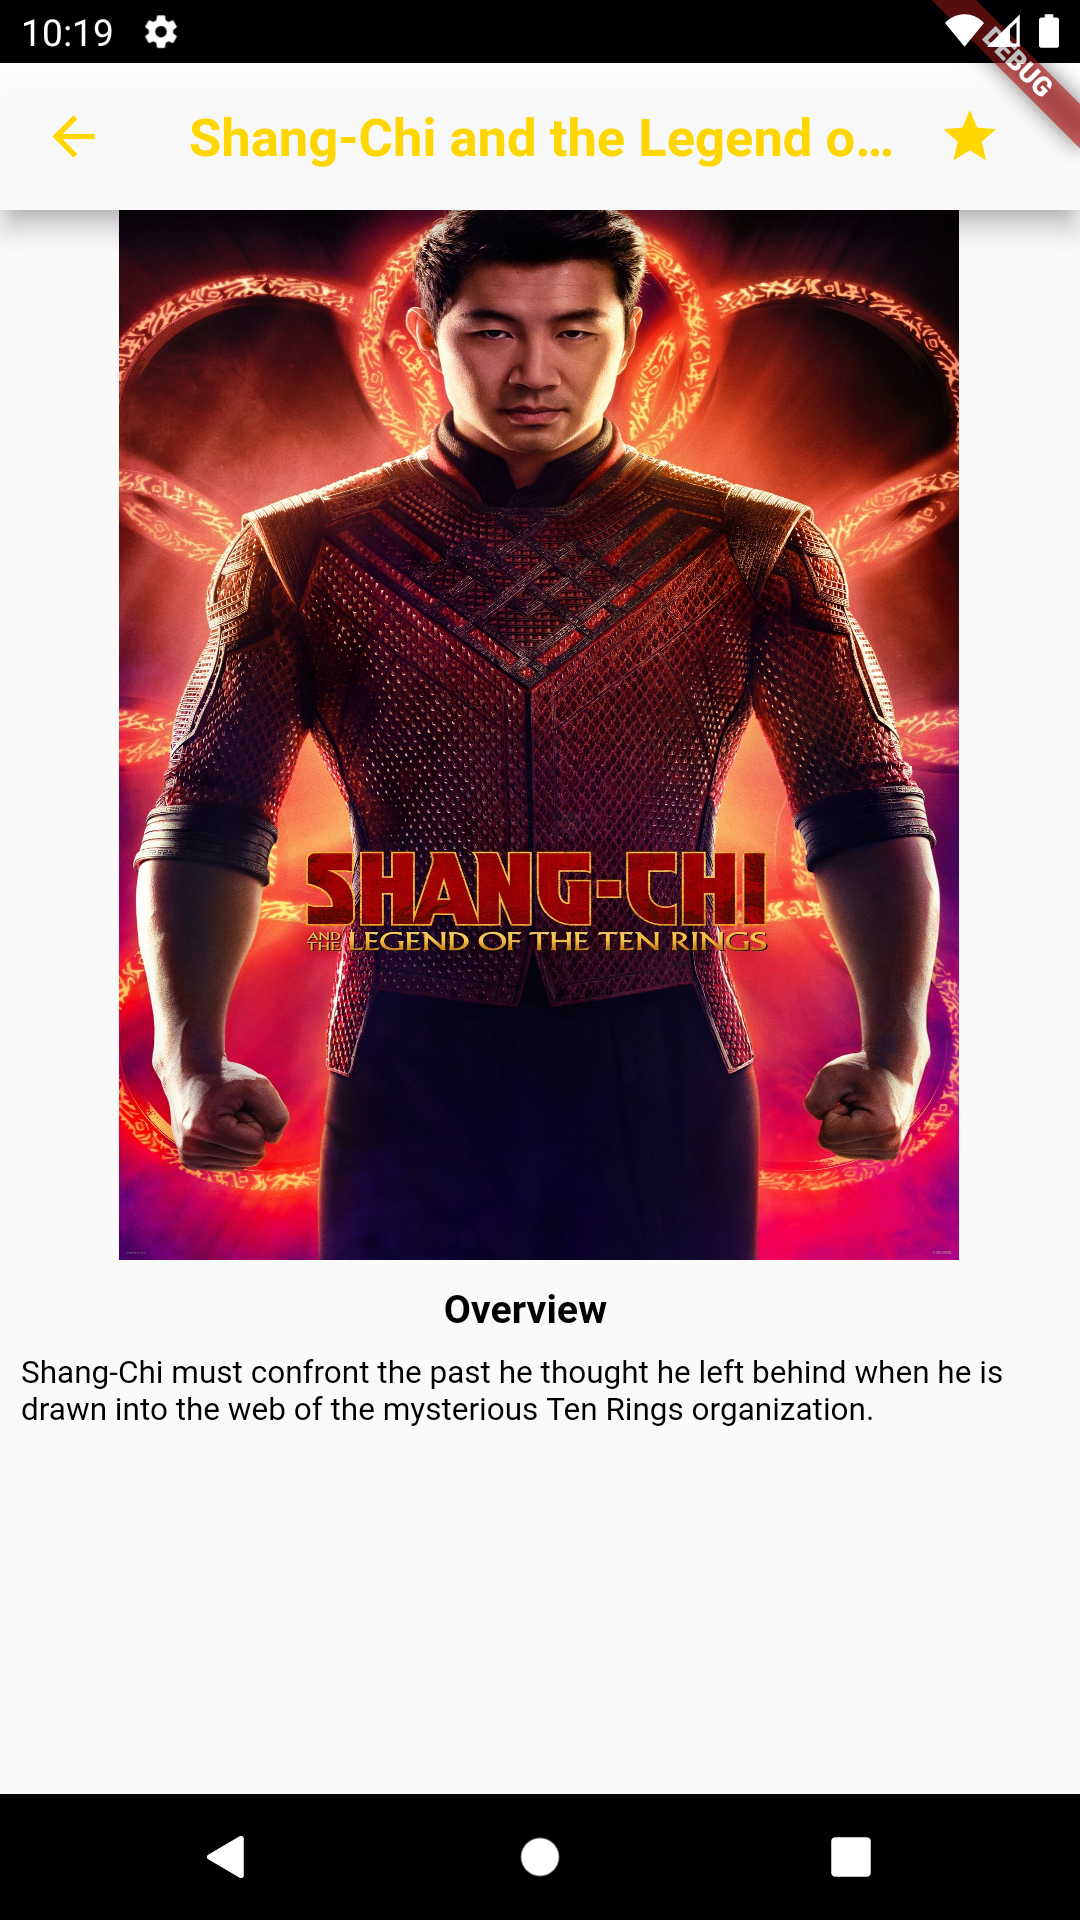 10:19
DEBUG
Shang-Chi and the Legend o...
SHANG-CHI
AND THE LEGEND OF THE TEN RINGS
Overview
Shang-Chi must confront the past he thought he left behind when he is
drawn into the web of the mysterious Ten Rings organization.